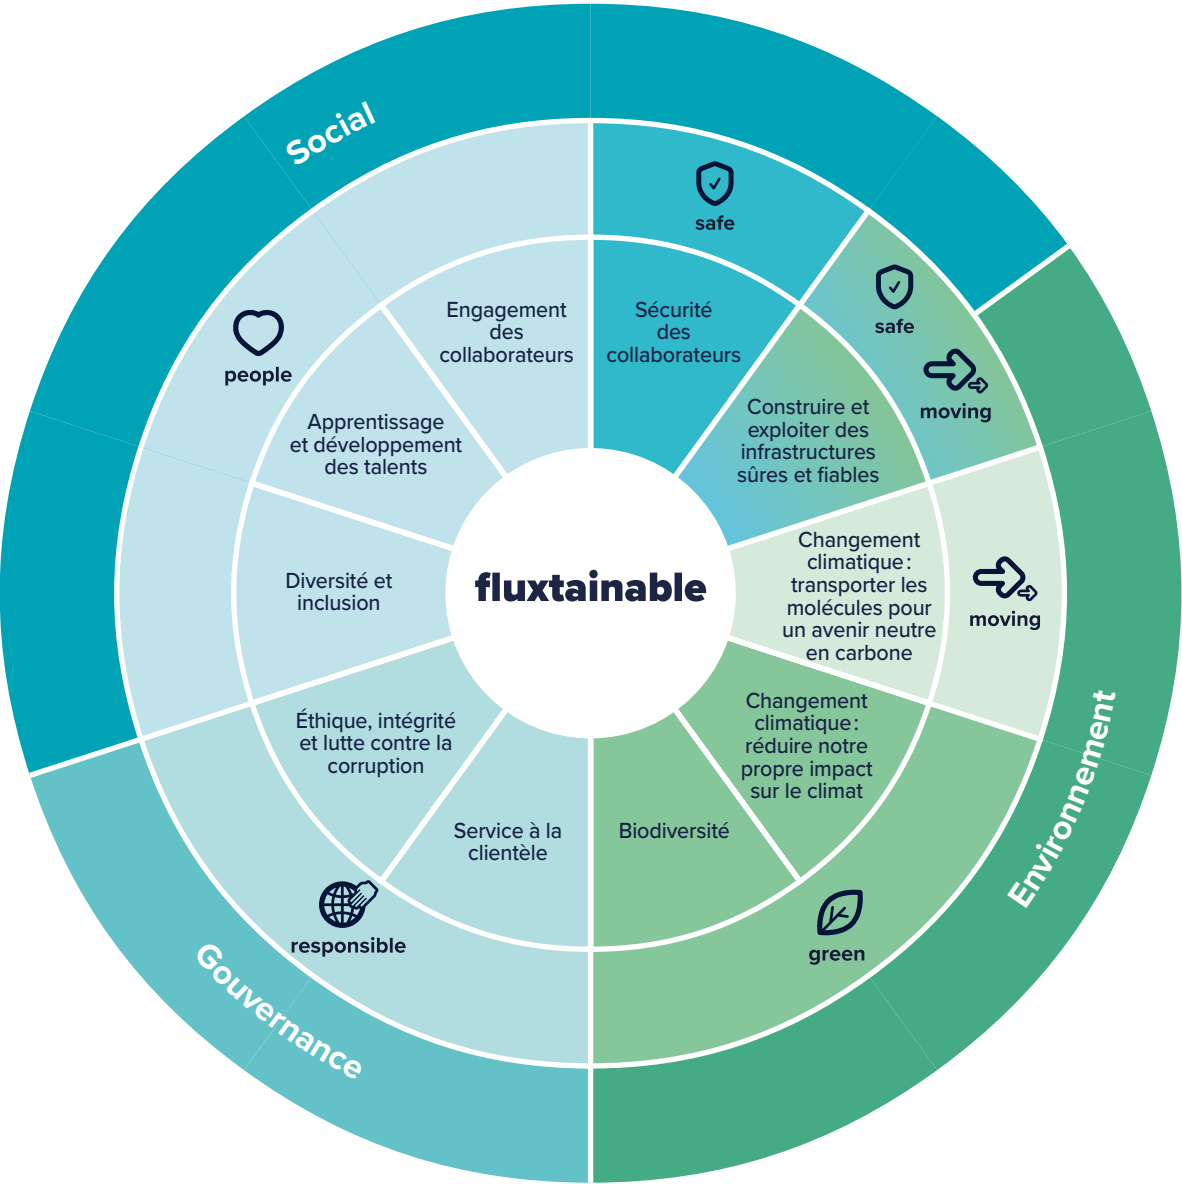 Social
safe
safe
moving
people
Engagement
des
collaborateurs
Sécurité
des
collaborateurs
Construire et
exploiter des
infrastructures
sûres et fiables
Apprentissage
et développement
des talents
Changement
climatique :
transporter les
molécules pour
un avenir neutre
en carbone
moving
Diversité et
inclusion
fluxtainable
Éthique, intégrité
et lutte contre la
corruption
Changement
climatique :
réduire notre
propre impact
sur le climat
Environnement
Service à la
clientèle
Biodiversité
responsible
green
Gouvernance